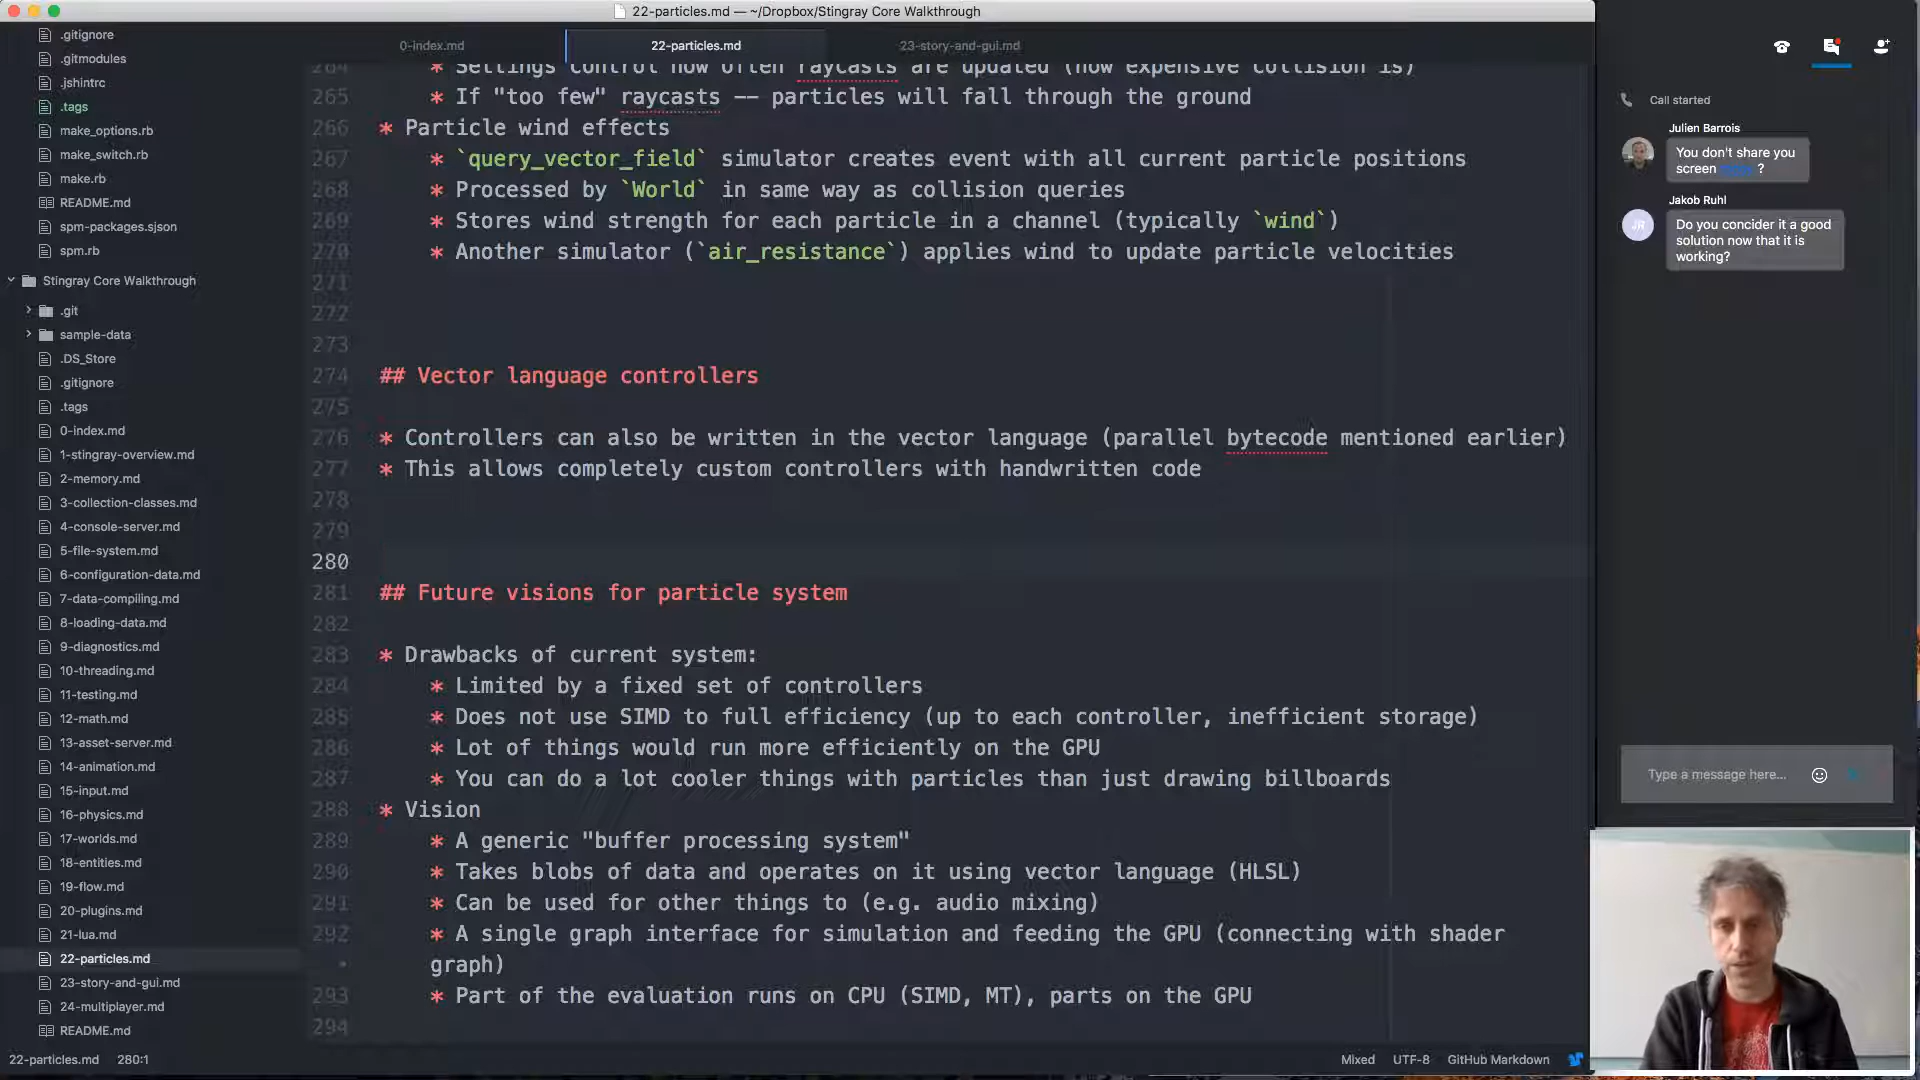 22-particles.md — ~/Dropbox/Stingray Core Walkthrough
0-index.md
22-particles.md
23-story-and-gui.md
.gitignore
.gitmodules
.jshintrc
.tags
make_options.rb
make_switch.rb
make.rb
README.md
spm-packages.sjson
spm.rb
Stingray Core Walkthrough
.git
sample-data
.DS_Store
.gitignore
.tags
0-index.md
1-stingray-overview.md
2-memory.md
3-collection-classes.md
4-console-server.md
5-file-system.md
6-configuration-data.md
7-data-compiling.md
8-loading-data.md
9-diagnostics.md
10-threading.md
11-testing.md
12-math.md
13-asset-server.md
14-animation.md
15-input.md
16-physics.md
17-worlds.md
18-entities.md
19-flow.md
20-plugins.md
21-lua.md
22-particles.md
23-story-and-gui.md
24-multiplayer.md
README.md
264 * Settings control how often raycasts are updated (how expensive collision is)
265 * If "too few" raycasts -- particles will fall through the ground
266 * Particle wind effects
267 * `query_vector_field` simulator creates event with all current particle positions
268 * Processed by `World` in same way as collision queries
269 * Stores wind strength for each particle in a channel (typically `wind`)
270 * Another simulator (`air_resistance`) applies wind to update particle velocities
271
272
273
274 ## Vector language controllers
275
276 * Controllers can also be written in the vector language (parallel bytecode mentioned earlier)
277 * This allows completely custom controllers with handwritten code
278
279
280
281 ## Future visions for particle system
282
283 * Drawbacks of current system:
284 * Limited by a fixed set of controllers
285 * Does not use SIMD to full efficiency (up to each controller, inefficient storage)
286 * Lot of things would run more efficiently on the GPU
287 * You can do a lot cooler things with particles than just drawing billboards
288 * Vision
289 * A generic "buffer processing system"
290 * Takes blobs of data and operates on it using vector language (HLSL)
291 * Can be used for other things to (e.g. audio mixing)
292 * A single graph interface for simulation and feeding the GPU (connecting with shader
• graph)
293 * Part of the evaluation runs on CPU (SIMD, MT), parts on the GPU
294
22-particles.md 280:1
Mixed UTF-8 GitHub Markdown
Call started
Julien Barrois
You don't share you
screen ?
Jakob Ruhl
JR
Do you concider it a good
solution now that it is
working?
Type a message here...